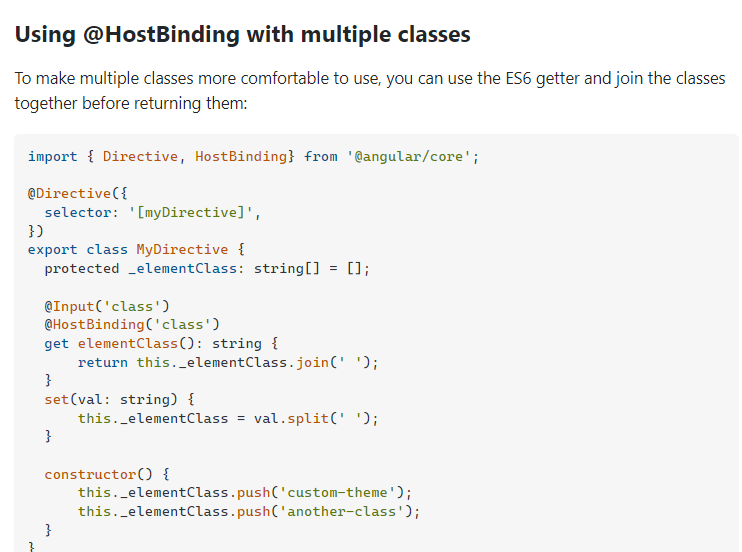 Using @HostBinding with multiple classes
To make multiple classes more comfortable to use, you can use the ES6 getter and join the classes
together before returning them:
import { Directive, HostBinding} from '@angular/core';
@Directive({
  selector: '[myDirective]',
})
export class MyDirective {
  protected _elementClass: string[] = [];
  @Input('class')
  @HostBinding('class')
  get elementClass(): string {
      return this._elementClass.join(' ');
  }
  set(val: string) {
      this._elementClass = val.split(' ');
  }
  constructor() {
      this._elementClass.push('custom-theme');
      this._elementClass.push('another-class');
  }
}